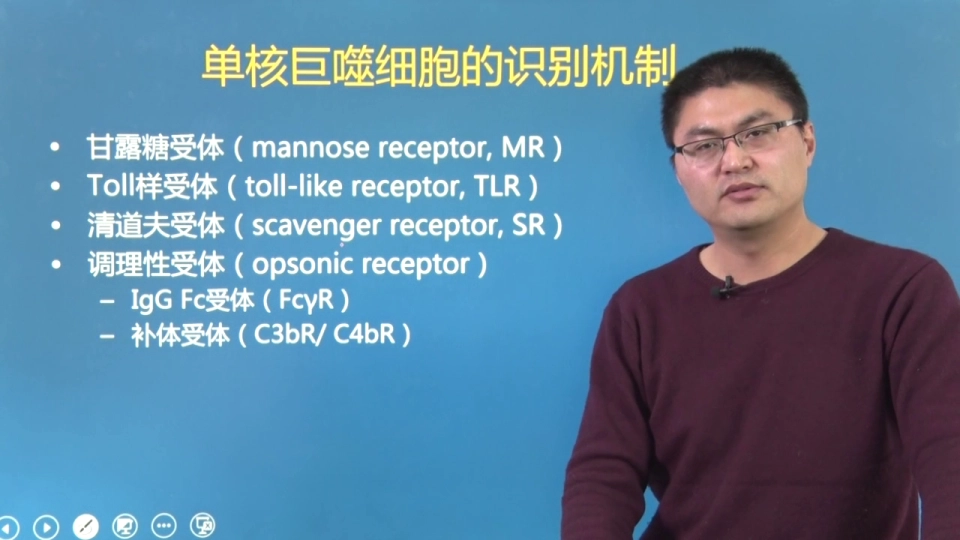 单核巨噬细胞的识别机制
• 甘露糖受体（mannose receptor, MR）
• Toll样受体（toll-like receptor, TLR）
• 清道夫受体（scavenger receptor, SR）
• 调理性受体（opsonic receptor）
– IgG Fc受体（FcγR）
– 补体受体（C3bR/ C4bR）